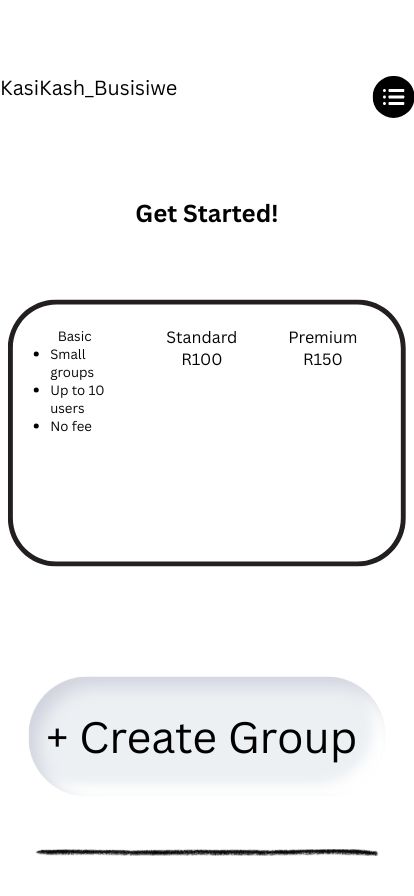 KasiKash_Busisiwe
Get Started!
Basic
• Small
groups
• Up to 10
users
• No fee
Standard
R100
Premium
R150
+ Create Group